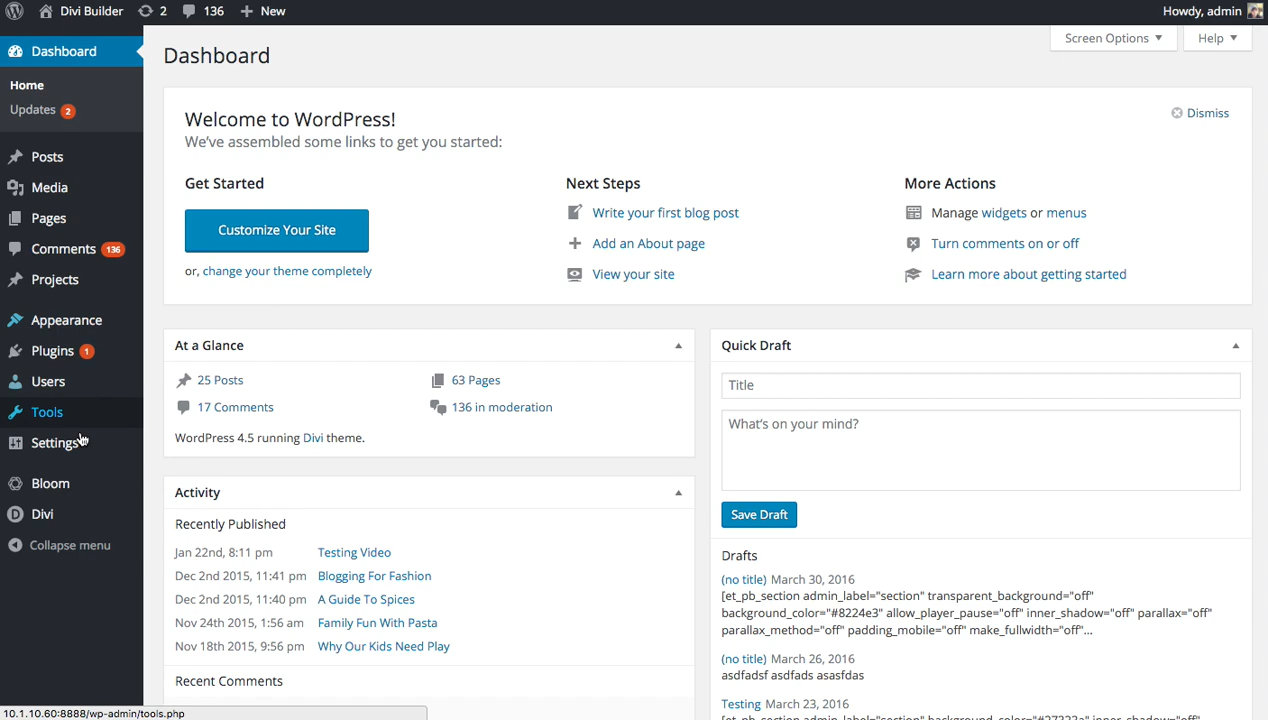 Divi Builder 2 136 New Howdy, admin
Dashboard
Home
Updates 2
Posts
Media
Pages
Comments 136
Projects
Appearance
Plugins 1
Users
Tools
Settings
Bloom
Divi
Collapse menu
Dashboard
Screen Options Help
Welcome to WordPress!
We've assembled some links to get you started:
Dismiss
Get Started
Customize Your Site
or, change your theme completely
Next Steps
Write your first blog post
Add an About page
View your site
More Actions
Manage widgets or menus
Turn comments on or off
Learn more about getting started
At a Glance
25 Posts 63 Pages
17 Comments 136 in moderation
WordPress 4.5 running Divi theme.
Activity
Recently Published
Jan 22nd, 8:11 pm Testing Video
Dec 2nd 2015, 11:41 pm Blogging For Fashion
Dec 2nd 2015, 11:40 pm A Guide To Spices
Nov 24th 2015, 1:56 am Family Fun With Pasta
Nov 18th 2015, 9:56 pm Why Our Kids Need Play
Recent Comments
Quick Draft
Title
What's on your mind?
Save Draft
Drafts
(no title) March 30, 2016
[et_pb_section admin_label="section" transparent_background="off"
background_color="#8224e3" allow_player_pause="off" inner_shadow="off" parallax="off"
parallax_method="off" padding_mobile="off" make_fullwidth="off"...
(no title) March 26, 2016
asdfadsf asdfads asasfdas
Testing March 23, 2016
[et_pb_section admin_label="section" transparent_background="off"
10.1.10.60:8888/wp-admin/tools.php